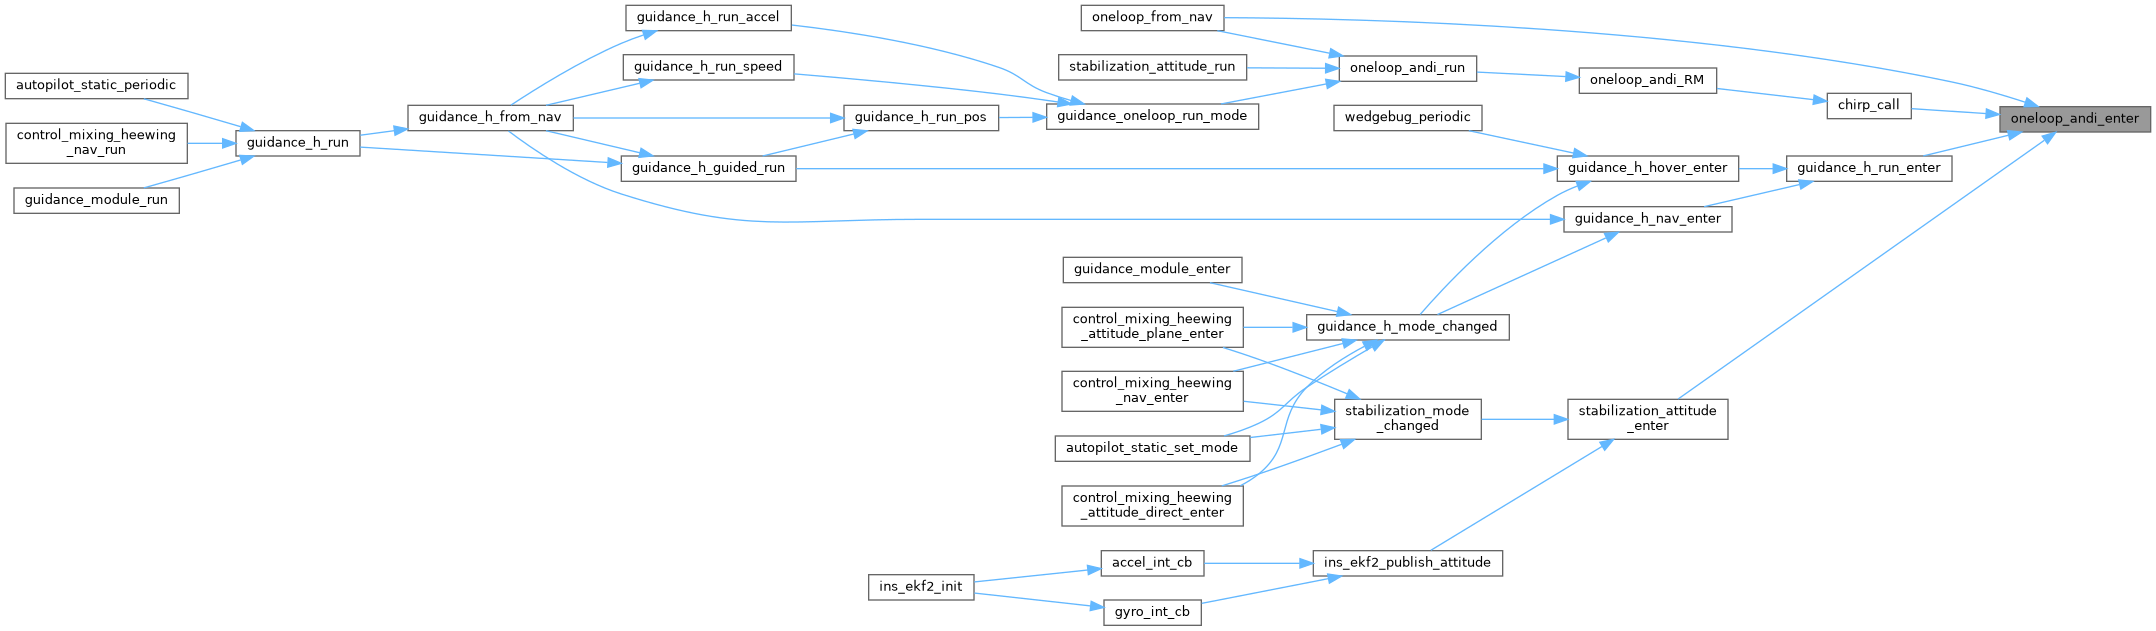 guidance_h_run_accel
oneloop_from_nav
guidance_h_run_speed
stabilization_attitude_run
oneloop_andi_run
oneloop_andi_RM
autopilot_static_periodic
chirp_call
oneloop_andi_enter
guidance_h_from_nav
guidance_h_run_pos
guidance_oneloop_run_mode
wedgebug_periodic
control_mixing_heewing
_nav_run
guidance_h_run
guidance_h_guided_run
guidance_h_hover_enter
guidance_h_run_enter
guidance_module_run
guidance_h_nav_enter
guidance_module_enter
control_mixing_heewing
_attitude_plane_enter
guidance_h_mode_changed
control_mixing_heewing
_nav_enter
stabilization_mode
_changed
stabilization_attitude
_enter
autopilot_static_set_mode
control_mixing_heewing
_attitude_direct_enter
accel_int_cb
ins_ekf2_publish_attitude
ins_ekf2_init
gyro_int_cb